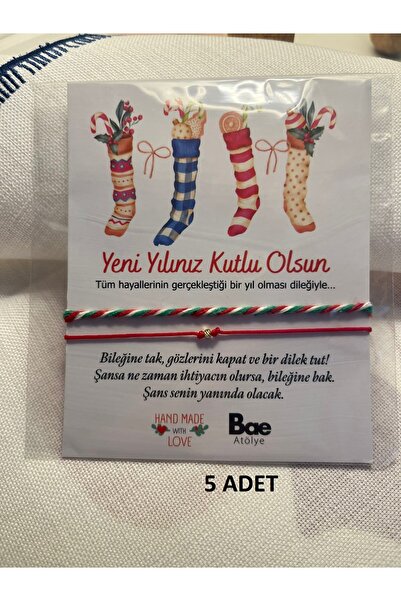 Yeni Yılınız Kutlu Olsun
Tüm hayallerinin gerçekleştiği bir yıl olması dileğiyle...
Bileğine tak, gözlerini kapat ve bir dilek tut!
Şansa ne zaman ihtiyacın olursa, bileğine bak.
Şans senin yanında olacak.
HAND MADE
WITH
LOVE
Bae
Atölye
5 ADET